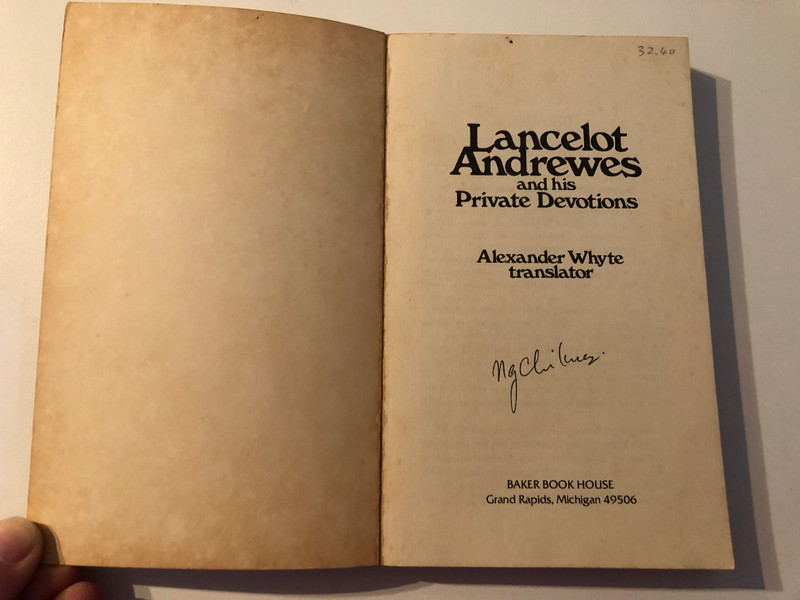 32.40
Lancelot
Andrewes
and his
Private Devotions
Alexander Whyte
translator
BAKER BOOK HOUSE
Grand Rapids, Michigan 49506